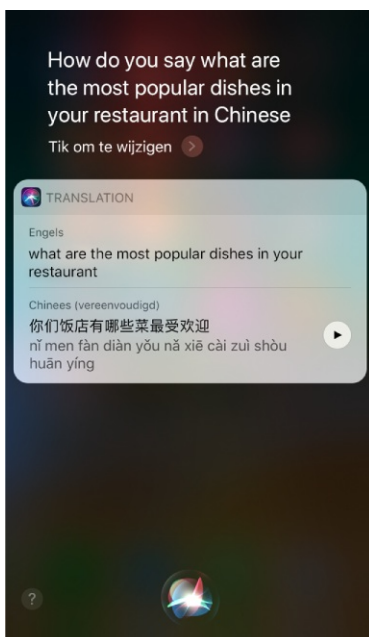 How do you say what are
the most popular dishes in
your restaurant in Chinese
Tik om te wijzigen >
TRANSLATION
Engels
what are the most popular dishes in your
restaurant
Chinees (vereenvoudigd)
你们饭店有哪些菜最受欢迎
nǐ men fàn diàn yǒu nǎ xiē cài zuì shòu
huān yíng
?